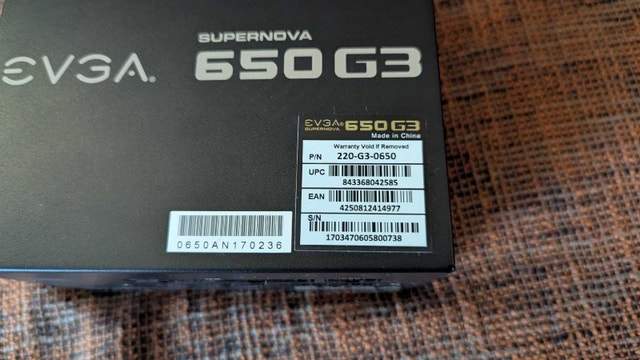 SUPERNOVA
EVGA. 650 G3
EVGA® SUPERNOVA 650 G3
Made in China
Warranty Void If Removed
P/N 220-G3-0650
UPC
843368042585
EAN
4250812414977
S/N
1703470605800738
0650AN170236